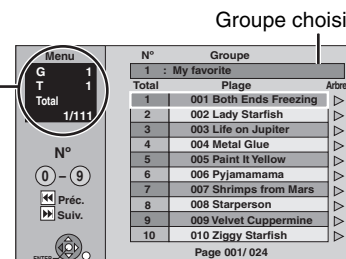 Groupe choisi
Menu
G 1
T 1
Total
1/111
N°
0 – 9
Préc.
Suiv.
ENTER
N° Groupe
1 : My favorite
Total Plage Arbre
1 001 Both Ends Freezing
2 002 Lady Starfish
3 003 Life on Jupiter
4 004 Metal Glue
5 005 Paint It Yellow
6 006 Pyjamamama
7 007 Shrimps from Mars
8 008 Starperson
9 009 Velvet Cuppermine
10 010 Ziggy Starfish
Page 001/ 024